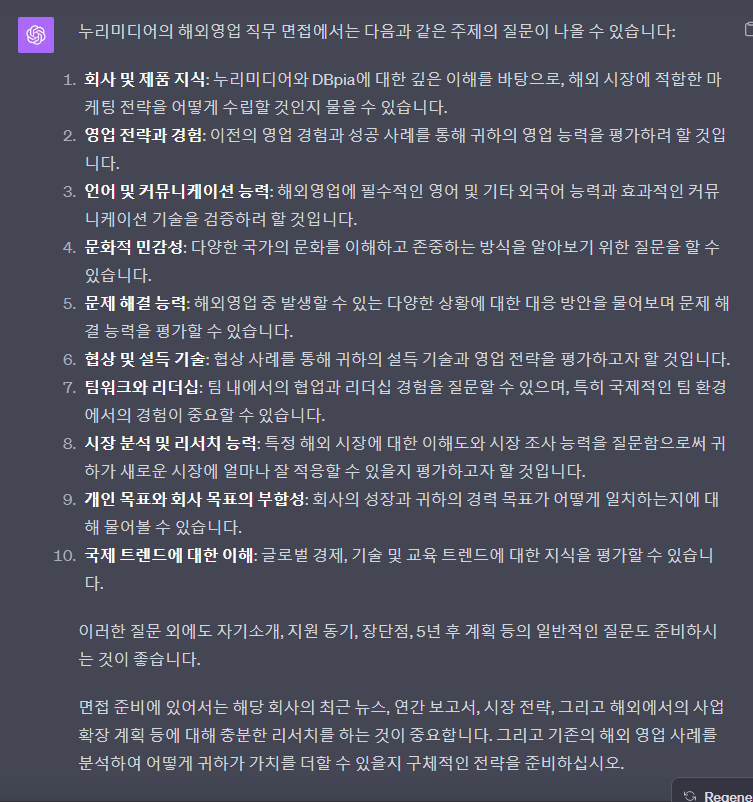 누리미디어의 해외영업 직무 면접에서는 다음과 같은 주제의 질문이 나올 수 있습니다:
1. 회사 및 제품 지식: 누리미디어와 DBpia에 대한 깊은 이해를 바탕으로, 해외 시장에 적합한 마
케팅 전략을 어떻게 수립할 것인지 물을 수 있습니다.
2. 영업 전략과 경험: 이전의 영업 경험과 성공 사례를 통해 귀하의 영업 능력을 평가하려 할 것입
니다.
3. 언어 및 커뮤니케이션 능력: 해외영업에 필수적인 영어 및 기타 외국어 능력과 효과적인 커뮤
니케이션 기술을 검증하려 할 것입니다.
4. 문화적 민감성: 다양한 국가의 문화를 이해하고 존중하는 방식을 알아보기 위한 질문을 할 수
있습니다.
5. 문제 해결 능력: 해외영업 중 발생할 수 있는 다양한 상황에 대한 대응 방안을 물어보며 문제 해
결 능력을 평가할 수 있습니다.
6. 협상 및 설득 기술: 협상 사례를 통해 귀하의 설득 기술과 영업 전략을 평가하고자 할 것입니다.
7. 팀워크와 리더십: 팀 내에서의 협업과 리더십 경험을 질문할 수 있으며, 특히 국제적인 팀 환경
에서의 경험이 중요할 수 있습니다.
8. 시장 분석 및 리서치 능력: 특정 해외 시장에 대한 이해도와 시장 조사 능력을 질문함으로써 귀
하가 새로운 시장에 얼마나 잘 적응할 수 있을지 평가하고자 할 것입니다.
9. 개인 목표와 회사 목표의 부합성: 회사의 성장과 귀하의 경력 목표가 어떻게 일치하는지에 대
해 물어볼 수 있습니다.
10. 국제 트렌드에 대한 이해: 글로벌 경제, 기술 및 교육 트렌드에 대한 지식을 평가할 수 있습니
다.
이러한 질문 외에도 자기소개, 지원 동기, 장단점, 5년 후 계획 등의 일반적인 질문도 준비하시
는 것이 좋습니다.
면접 준비에 있어서는 해당 회사의 최근 뉴스, 연간 보고서, 시장 전략, 그리고 해외에서의 사업
확장 계획 등에 대해 충분한 리서치를 하는 것이 중요합니다. 그리고 기존의 해외 영업 사례를
분석하여 어떻게 귀하가 가치를 더할 수 있을지 구체적인 전략을 준비하십시오.
Regene